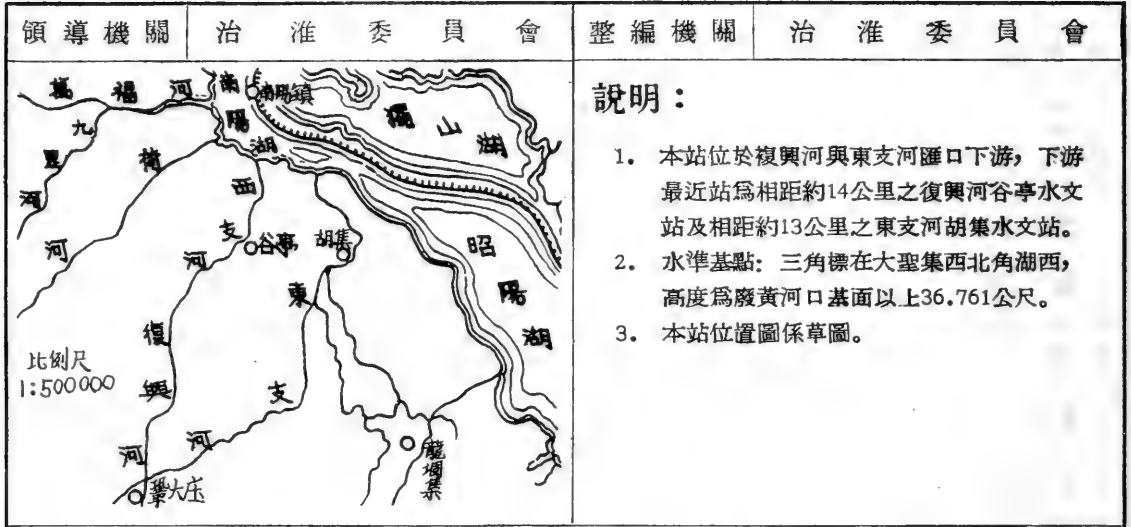 領導機關 治淮委員會 整編機關 治淮委員會
萬福河
九里河
衛河
南陽湖
南陽鎮
獨山湖
昭陽湖
西支河
谷亭
胡集
東支河
復興河
龍堌集
鞏大庄
比例尺
1:500000
說明：
1. 本站位於複興河與東支河匯口下游，下游
最近站爲相距約14公里之復興河谷亭水文
站及相距約13公里之東支河胡集水文站。
2. 水準基點：三角標在大聖集西北角湖西，
高度爲廢黃河口基面以上36.761公尺。
3. 本站位置圖係草圖。